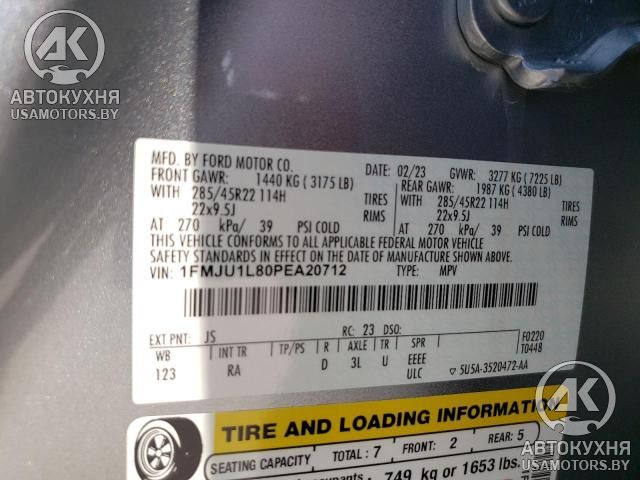 AK
АВТОКУХНЯ
USAMOTORS.BY
MFD. BY FORD MOTOR CO.
DATE: 02/23 GVWR: 3277 KG (7225 LB)
FRONT GAWR: 1440 KG (3175 LB) REAR GAWR: 1987 KG (4380 LB)
WITH 285/45R22 114H TIRES WITH 285/45R22 114H TIRES
22x9.5J RIMS 22x9.5J RIMS
AT 270 kPa/ 39 PSI COLD AT 270 kPa/ 39 PSI COLD
THIS VEHICLE CONFORMS TO ALL APPLICABLE FEDERAL MOTOR VEHICLE
SAFETY STANDARDS IN EFFECT ON THE DATE OF MANUFACTURE SHOWN ABOVE.
VIN: 1FMJU1L80PEA20712 TYPE: MPV
EXT PNT: JS RC: 23 DSO: F0220
WB INT TR TP/PS R AXLE TR SPR T0448
123 RA D 3L U EEEE
ULC ▽ 5U5A-3520472-AA
TIRE AND LOADING INFORMATION
SEATING CAPACITY TOTAL: 7 FRONT: 2 REAR: 5
749 kg or 1653 lbs.
AK
АВТОКУХНЯ
USAMOTORS.BY